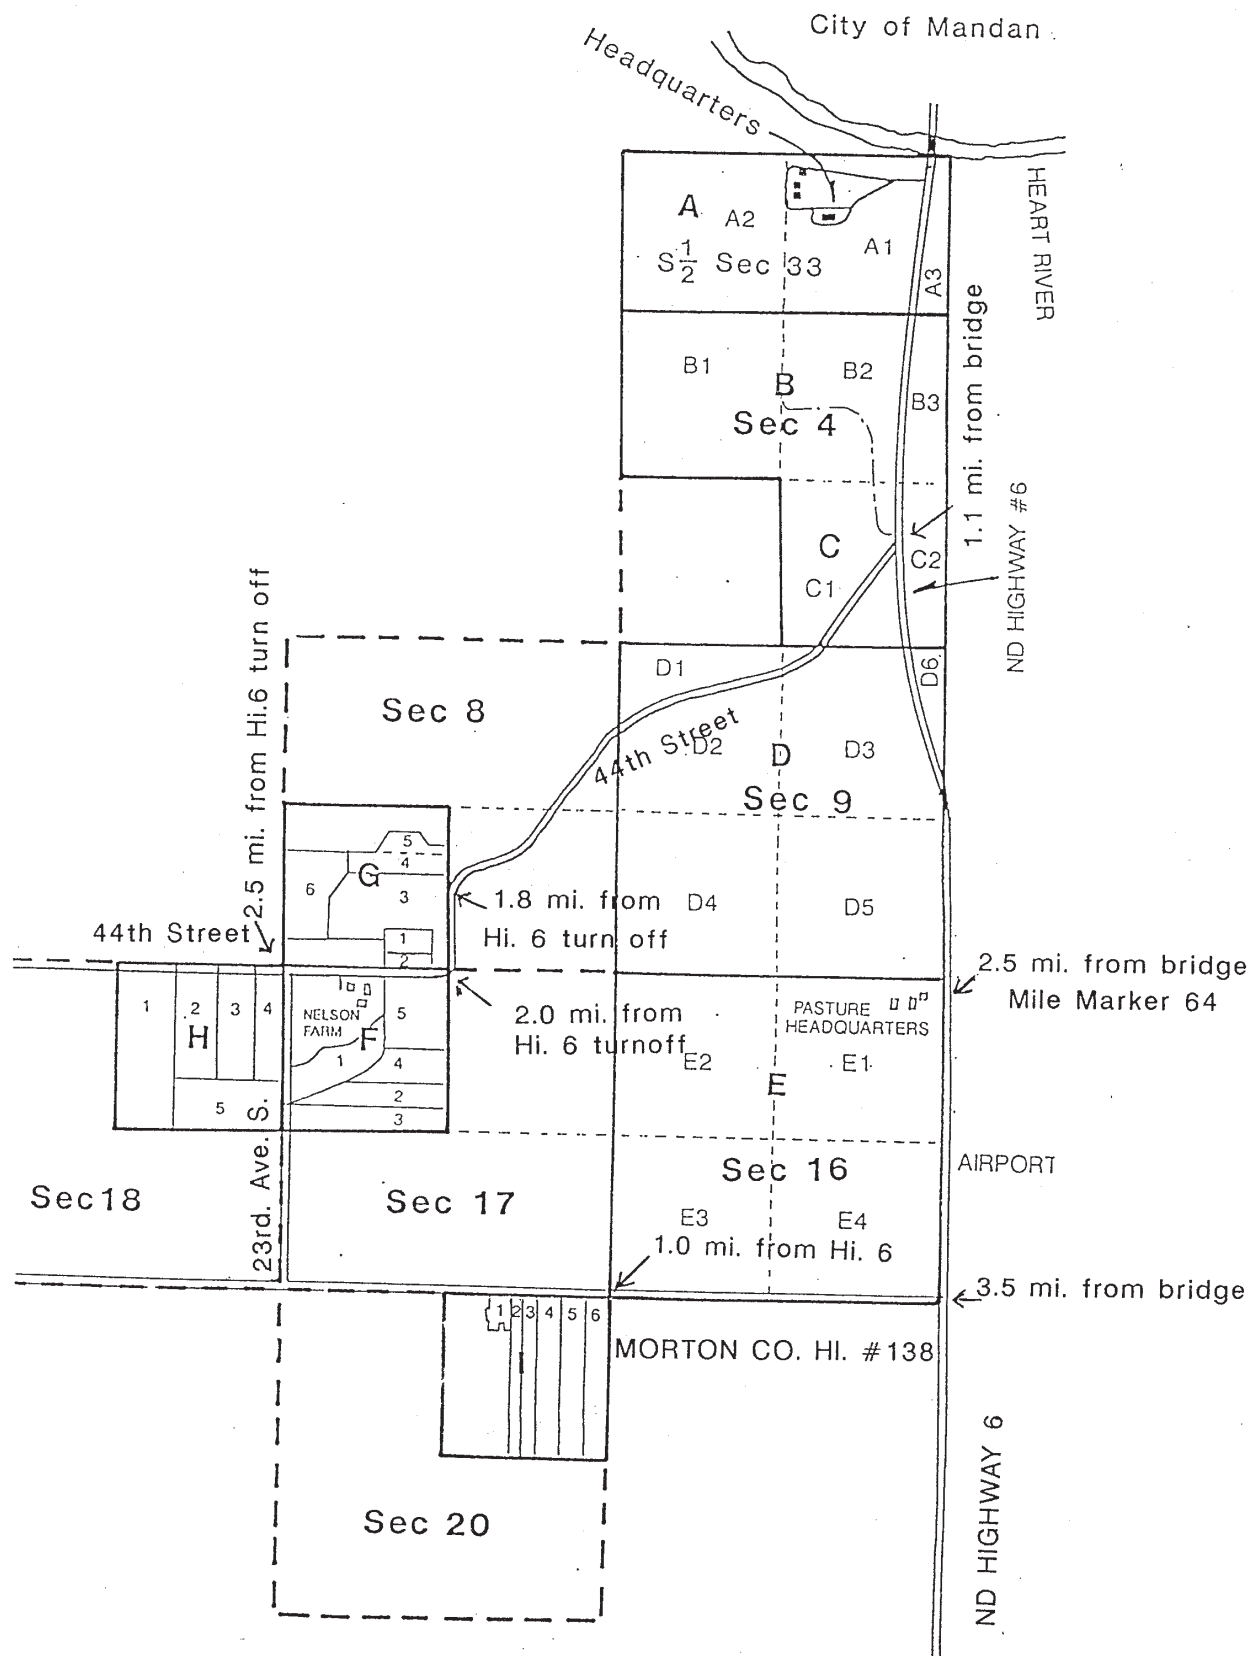 City of Mandan
Headquarters
HEART RIVER
A
A2
A1
S 1/2 Sec 33
A3
1.1 mi. from bridge
B1
B2
B
B3
Sec 4
ND HIGHWAY #6
C
C2
C1
2.5 mi. from Hi.6 turn off
D1
D6
Sec 8
44th Street
D2
D
D3
Sec 9
5
4
G
6
3
1.8 mi. from
Hi. 6 turn off
D4
D5
1
2
44th Street
2.5 mi. from bridge
Mile Marker 64
1
2
3
4
H
5
NELSON
FARM
F
5
1
4
2
3
2.0 mi. from
Hi. 6 turnoff
PASTURE
HEADQUARTERS
E2
E1
E
23rd. Ave. S.
AIRPORT
Sec 16
Sec18
Sec 17
E3
E4
1.0 mi. from Hi. 6
3.5 mi. from bridge
1 2 3 4 5 6
MORTON CO. HI. #138
ND HIGHWAY 6
Sec 20